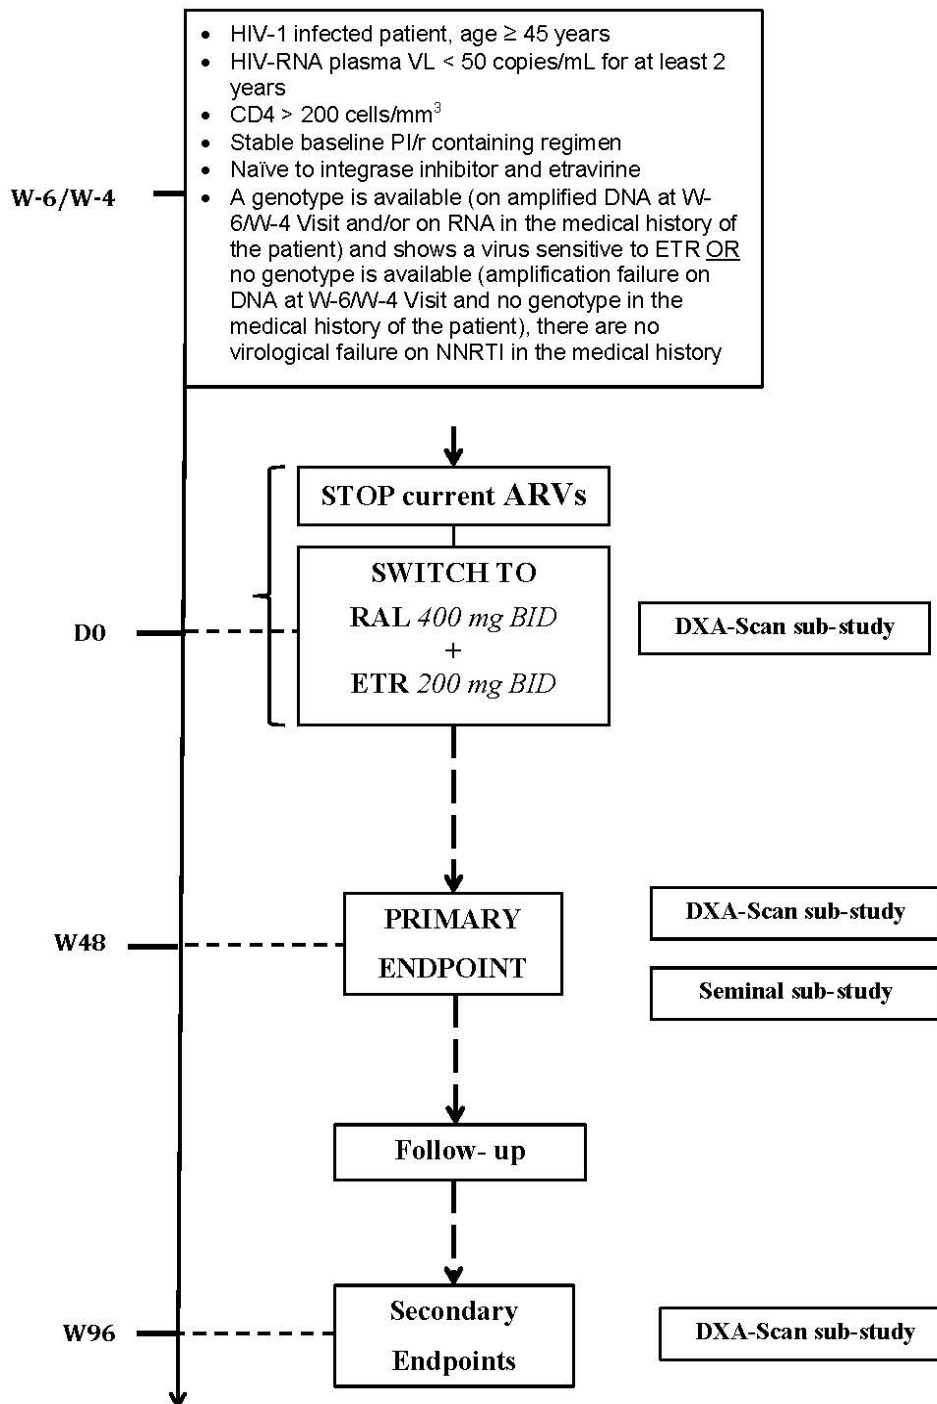 • HIV-1 infected patient, age ≥ 45 years
• HIV-RNA plasma VL < 50 copies/mL for at least 2
years
• CD4 > 200 cells/mm³
• Stable baseline PI/r containing regimen
• Naïve to integrase inhibitor and etravirine
W-6/W-4
• A genotype is available (on amplified DNA at W-
6/W-4 Visit and/or on RNA in the medical history of
the patient) and shows a virus sensitive to ETR OR
no genotype is available (amplification failure on
DNA at W-6/W-4 Visit and no genotype in the
medical history of the patient), there are no
virological failure on NNRTI in the medical history
STOP current ARVs
SWITCH TO
RAL 400 mg BID
+
ETR 200 mg BID
D0
DXA-Scan sub-study
PRIMARY
ENDPOINT
W48
DXA-Scan sub-study
Seminal sub-study
Follow- up
Secondary
Endpoints
W96
DXA-Scan sub-study